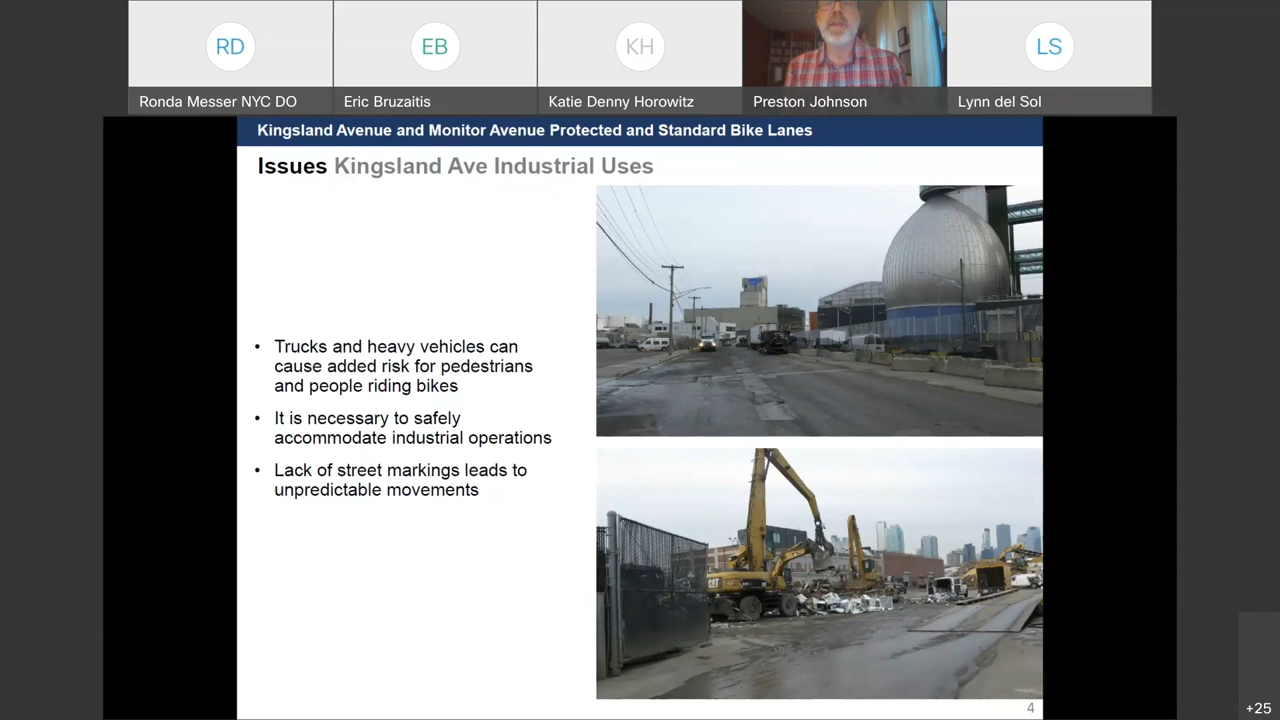 RD
EB
KH
LS
Ronda Messer NYC DO
Eric Bruzaitis
Katie Denny Horowitz
Preston Johnson
Lynn del Sol
Kingsland Avenue and Monitor Avenue Protected and Standard Bike Lanes
Issues Kingsland Ave Industrial Uses
• Trucks and heavy vehicles can
cause added risk for pedestrians
and people riding bikes
• It is necessary to safely
accommodate industrial operations
• Lack of street markings leads to
unpredictable movements
CAT
4
+25